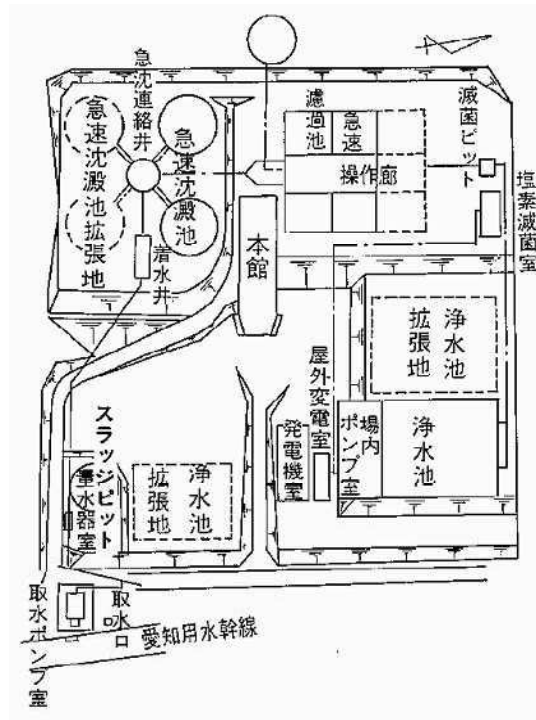 急沈連絡井
急速沈澱池拡張地
急速沈澱池
着水井
濾過池
急速
操作廊
滅菌ピット
塩素滅菌室
本館
浄水池
拡張地
屋外変電室
発電機室
場内
ポンプ室
浄水池
スラッジピット
量水器室
浄水池
拡張地
取水ポンプ室
取水口
愛知用水幹線